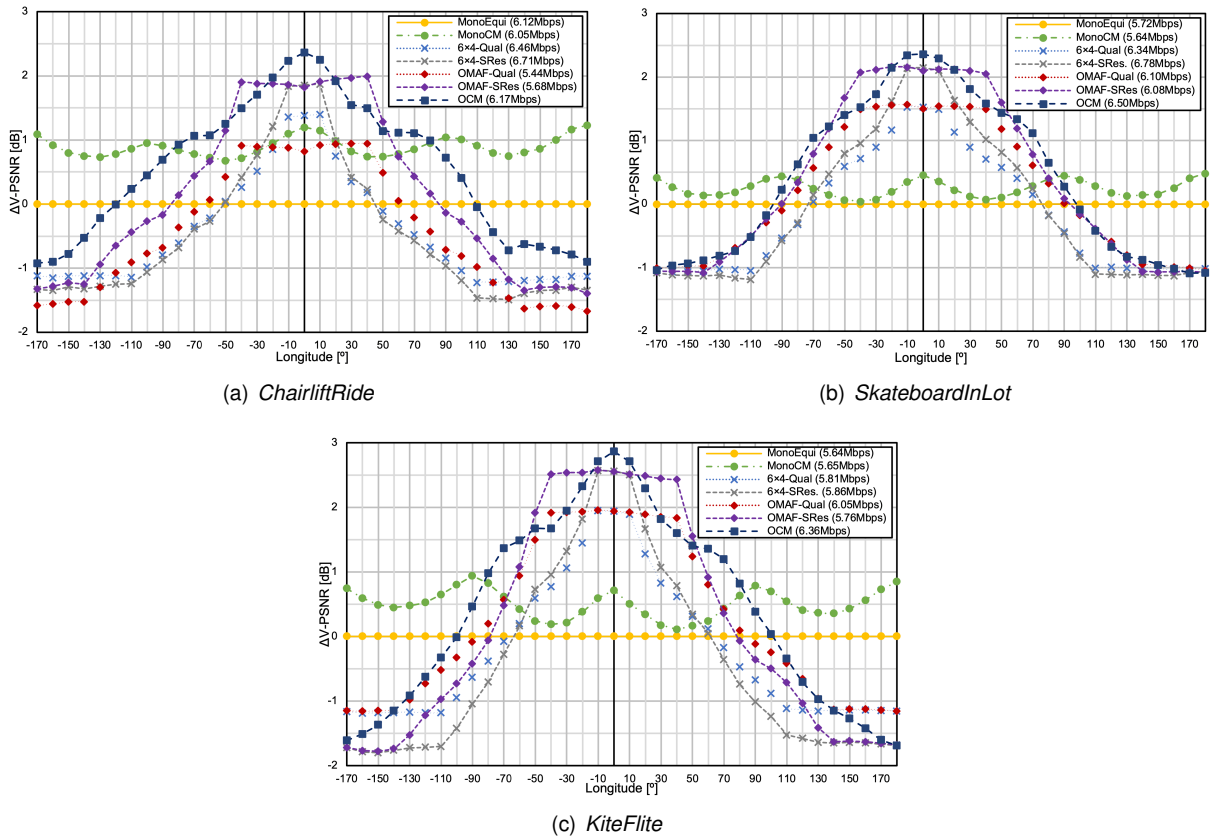 3
2
1
0
-1
-2
ΔV-PSNR [dB]
-170 -150 -130 -110 -90 -70 -50 -30 -10 10 30 50 70 90 110 130 150 170
Longitude [º]
MonoEqui (6.12Mbps)
MonoCM (6.05Mbps)
6×4-Qual (6.46Mbps)
6×4-SRes (6.71Mbps)
OMAF-Qual (5.44Mbps)
OMAF-SRes (5.68Mbps)
OCM (6.17Mbps)
(a) ChairliftRide
3
2
1
0
-1
-2
ΔV-PSNR [dB]
-170 -150 -130 -110 -90 -70 -50 -30 -10 10 30 50 70 90 110 130 150 170
Longitude [º]
MonoEqui (5.72Mbps)
MonoCM (5.64Mbps)
6×4-Qual (6.34Mbps)
6×4-SRes. (6.78Mbps)
OMAF-Qual (6.10Mbps)
OMAF-SRes (6.08Mbps)
OCM (6.50Mbps)
(b) SkateboardInLot
3
2
1
0
-1
-2
ΔV-PSNR [dB]
-170 -150 -130 -110 -90 -70 -50 -30 -10 10 30 50 70 90 110 130 150 170
Longitude [º]
MonoEqui (5.64Mbps)
MonoCM (5.65Mbps)
6×4-Qual (5.81Mbps)
6×4-SRes. (5.86Mbps)
OMAF-Qual (6.05Mbps)
OMAF-SRes (5.76Mbps)
OCM (6.36Mbps)
(c) KiteFlite